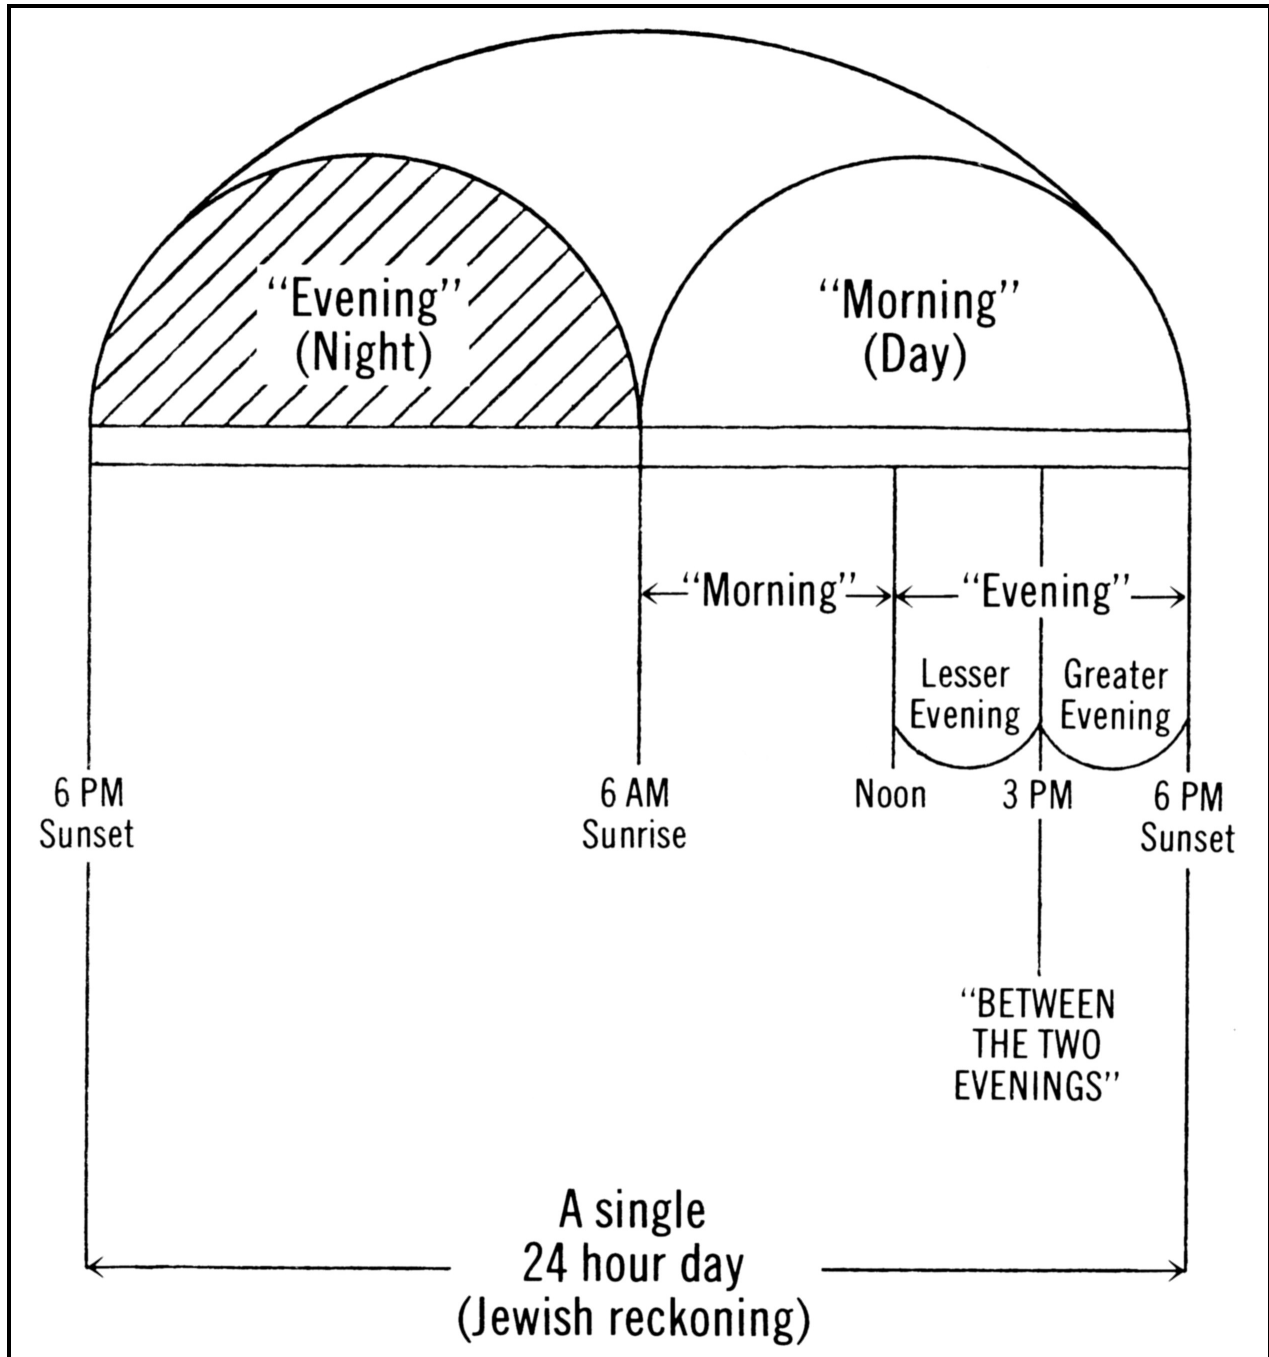 “Evening”
(Night)
“Morning”
(Day)
“Morning”
“Evening”
Lesser
Evening
Greater
Evening
6 PM
Sunset
6 AM
Sunrise
Noon
3 PM
6 PM
Sunset
“BETWEEN
THE TWO
EVENINGS”
A single
24 hour day
(Jewish reckoning)